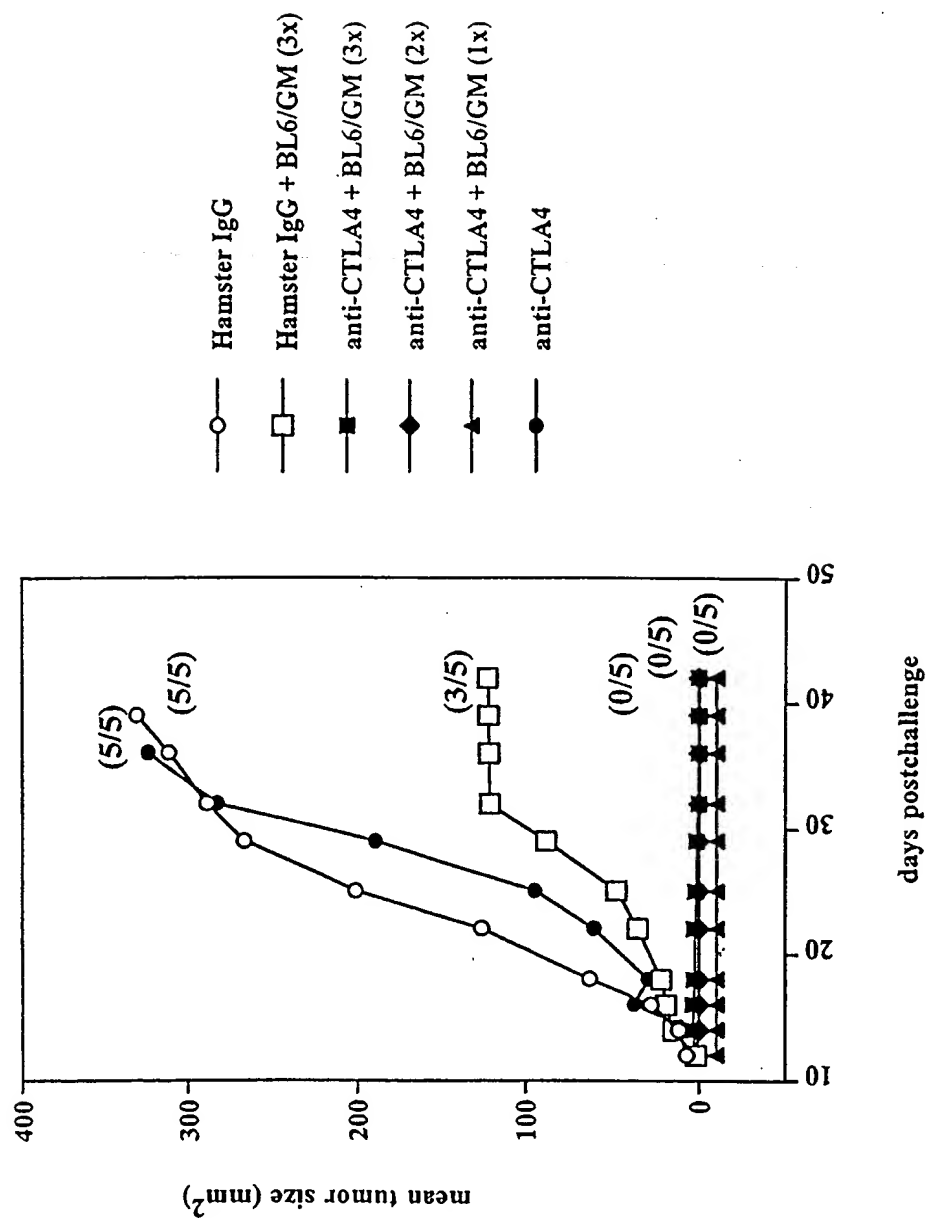 Hamster IgG
Hamster IgG + BL6/GM (3x)
anti-CTLA4 + BL6/GM (3x)
anti-CTLA4 + BL6/GM (2x)
anti-CTLA4 + BL6/GM (1x)
anti-CTLA4
mean tumor size (mm2)
400
300
200
100
0
(5/5)
(5/5)
(3/5)
(0/5)
(0/5)
(0/5)
10
20
30
40
50
days postchallenge